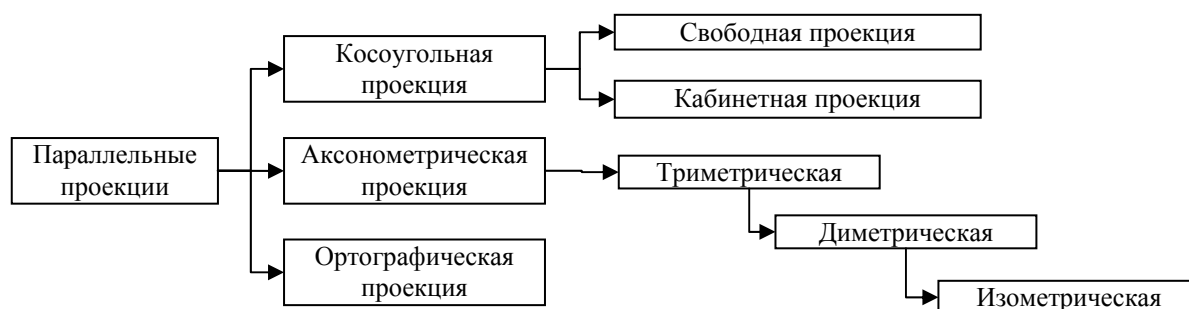 Параллельные
проекции
Косоугольная
проекция
Свободная проекция
Кабинетная проекция
Аксонометрическая
проекция
Триметрическая
Диметрическая
Изометрическая
Ортографическая
проекция